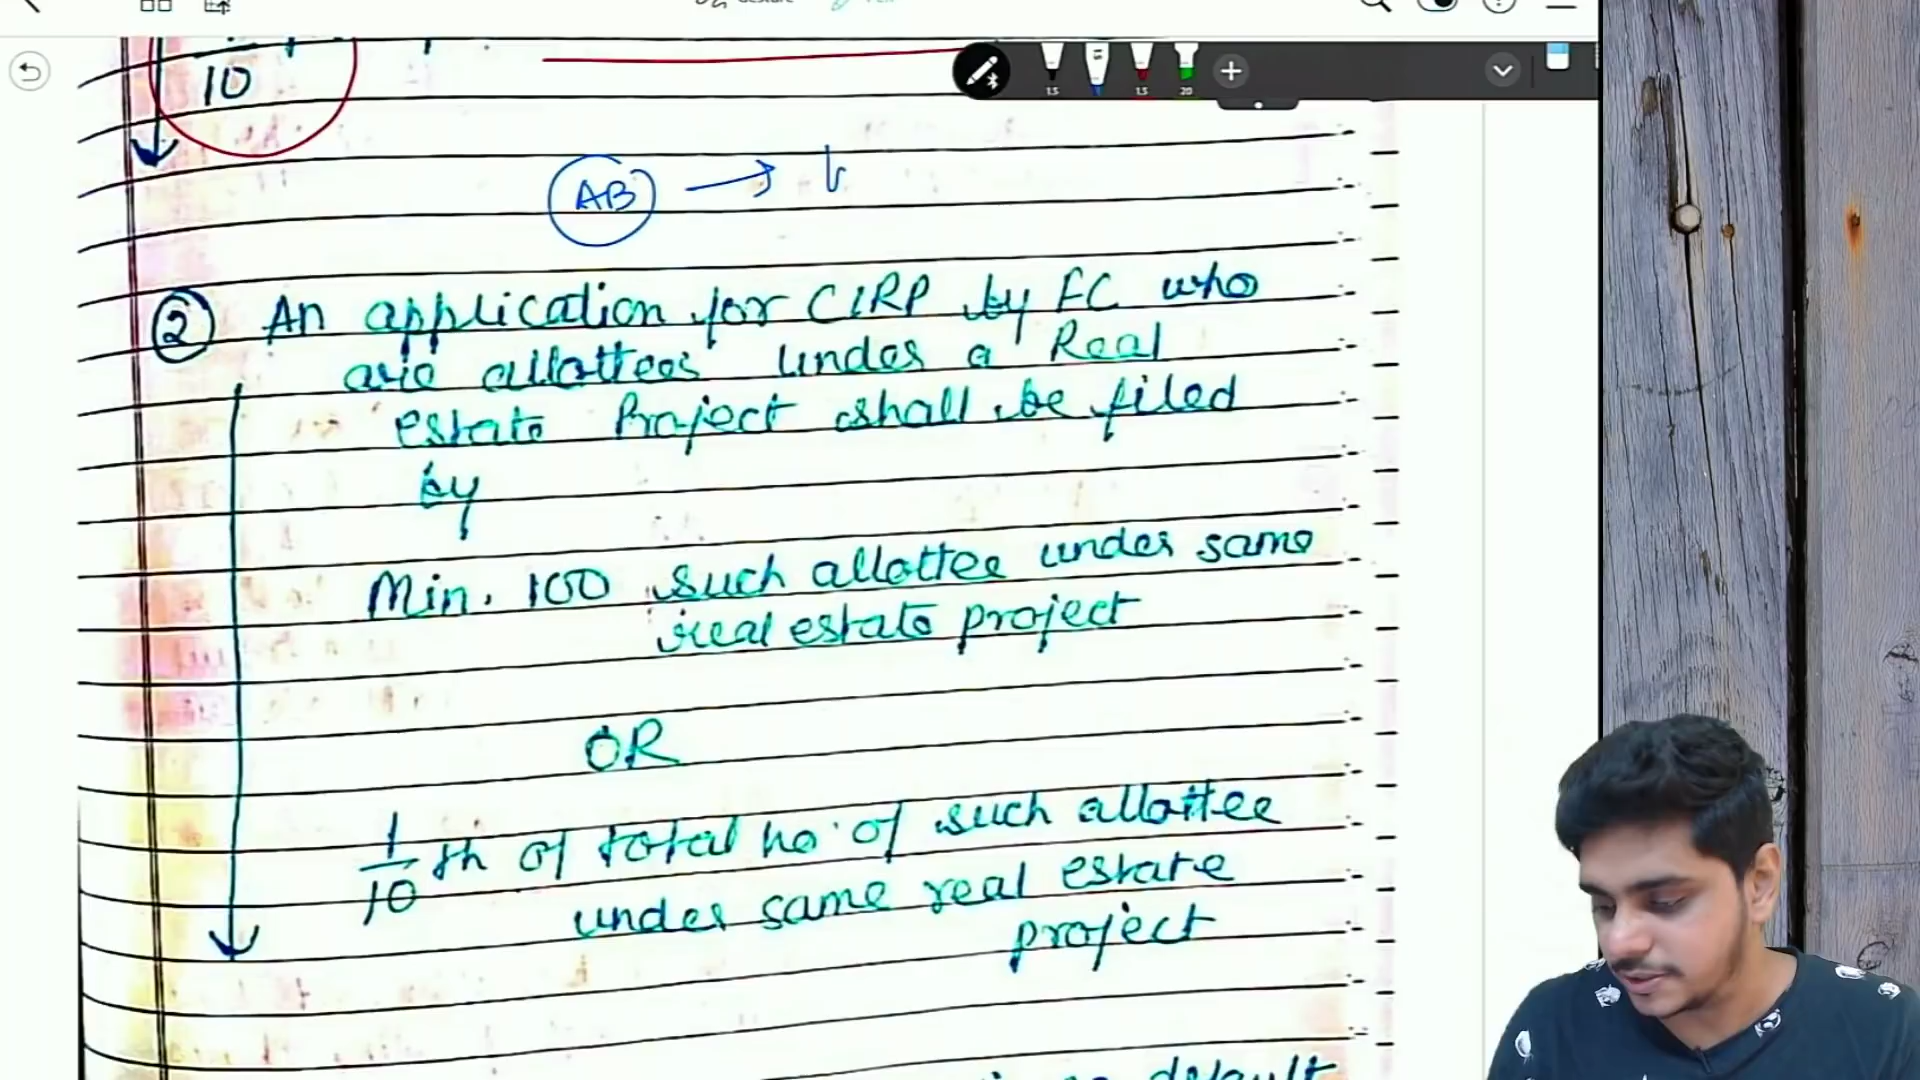 10
AB → b
② An application for CIRP by FC who
are allottees under a Real
estate Project shall be filed
by
Min. 100 such allottee under same
real estate project
OR
1/10 th of total no. of such allottee
under same real estate
project
default